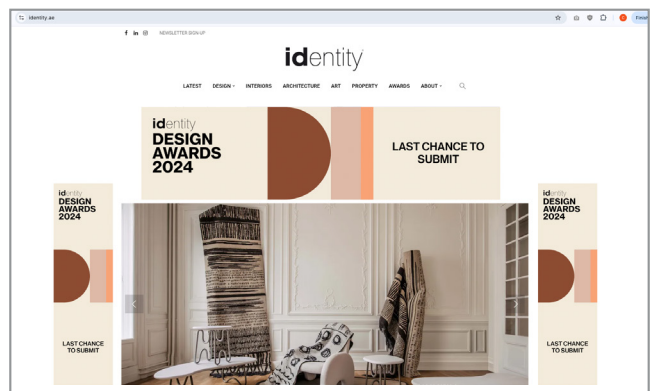 identity.ae
Finish
NEWSLETTER SIGN-UP
identity
LATEST DESIGN INTERIORS ARCHITECTURE ART PROPERTY AWARDS ABOUT
identity
DESIGN
AWARDS
2024
LAST CHANCE TO
SUBMIT
identity
DESIGN
AWARDS
2024
LAST CHANCE
TO SUBMIT
identity
DESIGN
AWARDS
2024
LAST CHANCE
TO SUBMIT